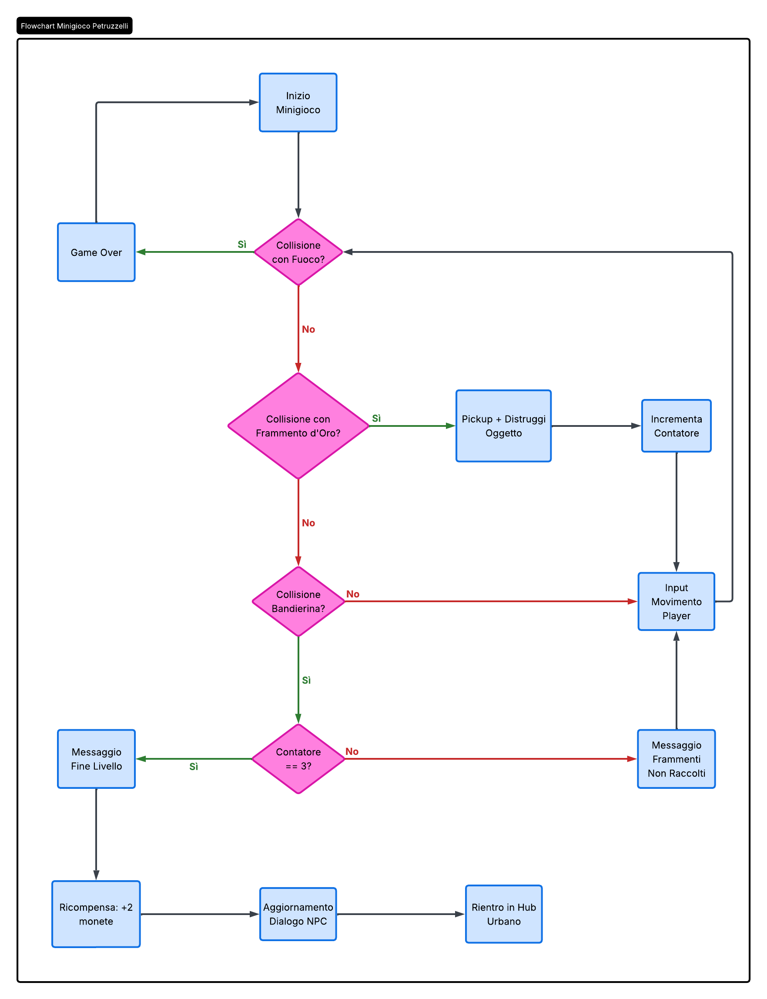 Flowchart Minigioco Petruzzelli
Inizio
Minigioco
Game Over
Sì
Collisione
con Fuoco?
No
Collisione con
Frammento d'Oro?
Sì
Pickup + Distruggi
Oggetto
Incrementa
Contatore
No
Collisione
Bandierina?
No
Input
Movimento
Player
Sì
Messaggio
Fine Livello
Sì
Contatore
== 3?
No
Messaggio
Frammenti
Non Raccolti
Ricompensa: +2
monete
Aggiornamento
Dialogo NPC
Rientro in Hub
Urbano